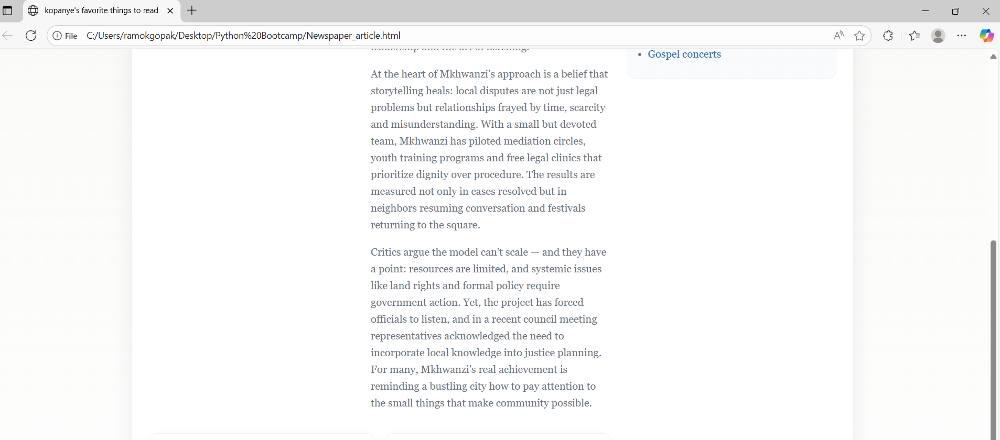 kopanye's favorite things to read
File
C:/Users/ramokgopak/Desktop/Python%20Bootcamp/Newspaper_article.html
leadership and the art of listening.
At the heart of Mkhwanzi's approach is a belief that
storytelling heals: local disputes are not just legal
problems but relationships frayed by time, scarcity
and misunderstanding. With a small but devoted
team, Mkhwanzi has piloted mediation circles,
youth training programs and free legal clinics that
prioritize dignity over procedure. The results are
measured not only in cases resolved but in
neighbors resuming conversation and festivals
returning to the square.
Critics argue the model can't scale — and they have
a point: resources are limited, and systemic issues
like land rights and formal policy require
government action. Yet, the project has forced
officials to listen, and in a recent council meeting
representatives acknowledged the need to
incorporate local knowledge into justice planning.
For many, Mkhwanzi's real achievement is
reminding a bustling city how to pay attention to
the small things that make community possible.
• Gospel concerts